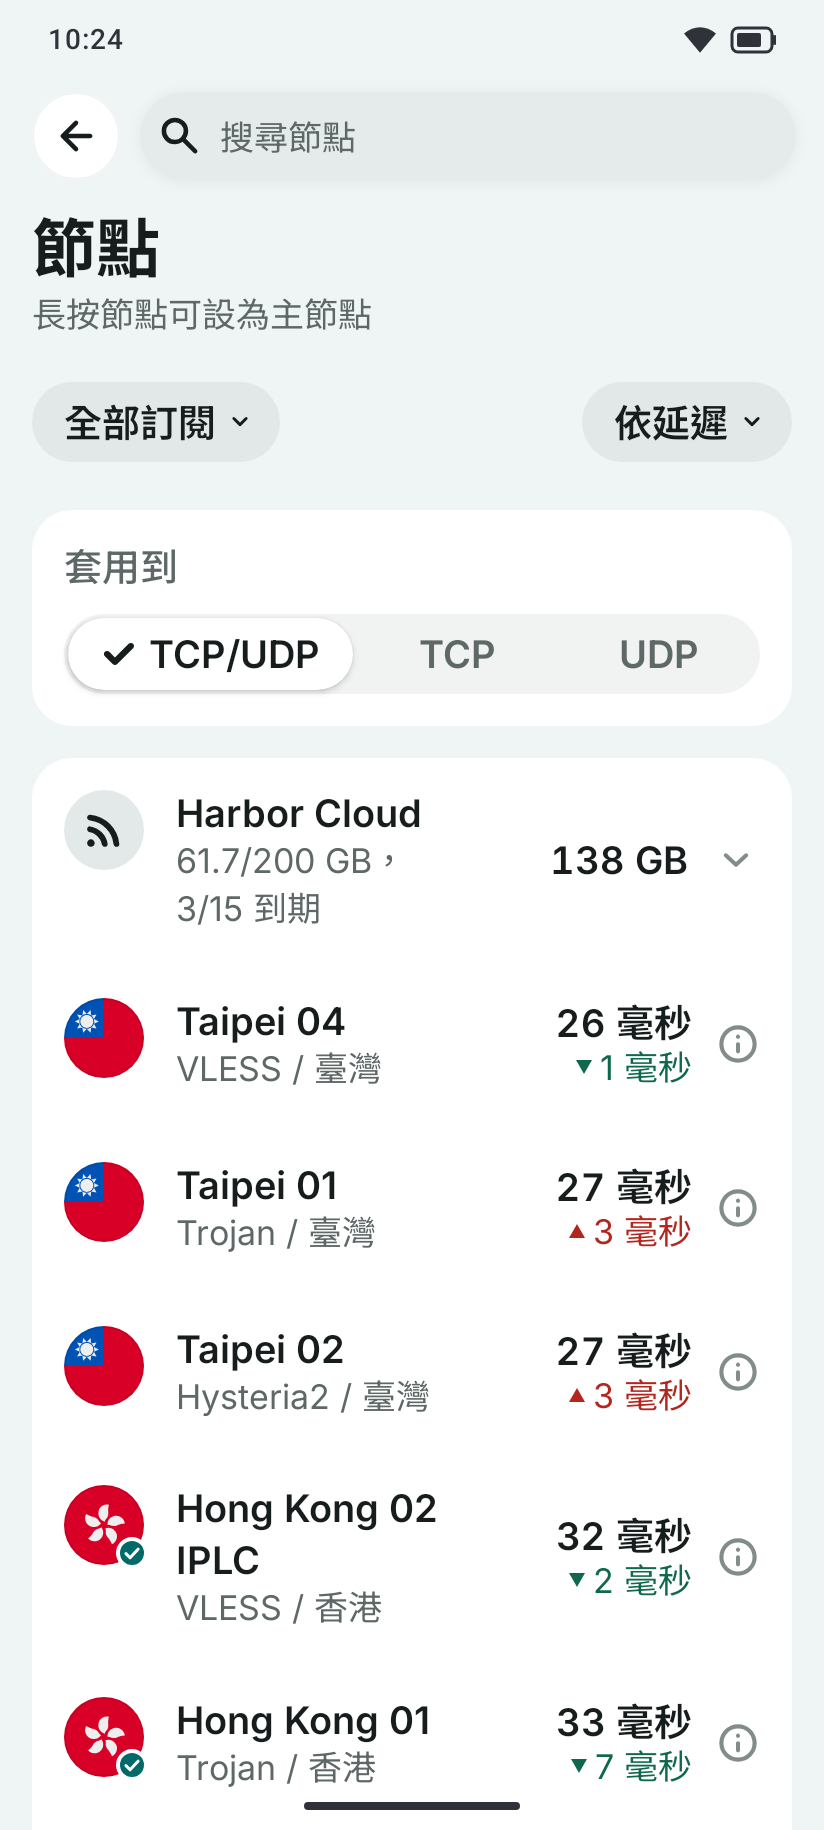 10:24
搜尋節點
節點
長按節點可設為主節點
全部訂閱
依延遲
套用到
TCP/UDP
TCP
UDP
Harbor Cloud
61.7/200 GB，
3/15 到期
138 GB
Taipei 04
VLESS / 臺灣
26 毫秒
▼1 毫秒
Taipei 01
Trojan / 臺灣
27 毫秒
▲3 毫秒
Taipei 02
Hysteria2 / 臺灣
27 毫秒
▲3 毫秒
Hong Kong 02
IPLC
VLESS / 香港
32 毫秒
▼2 毫秒
Hong Kong 01
Trojan / 香港
33 毫秒
▼7 毫秒